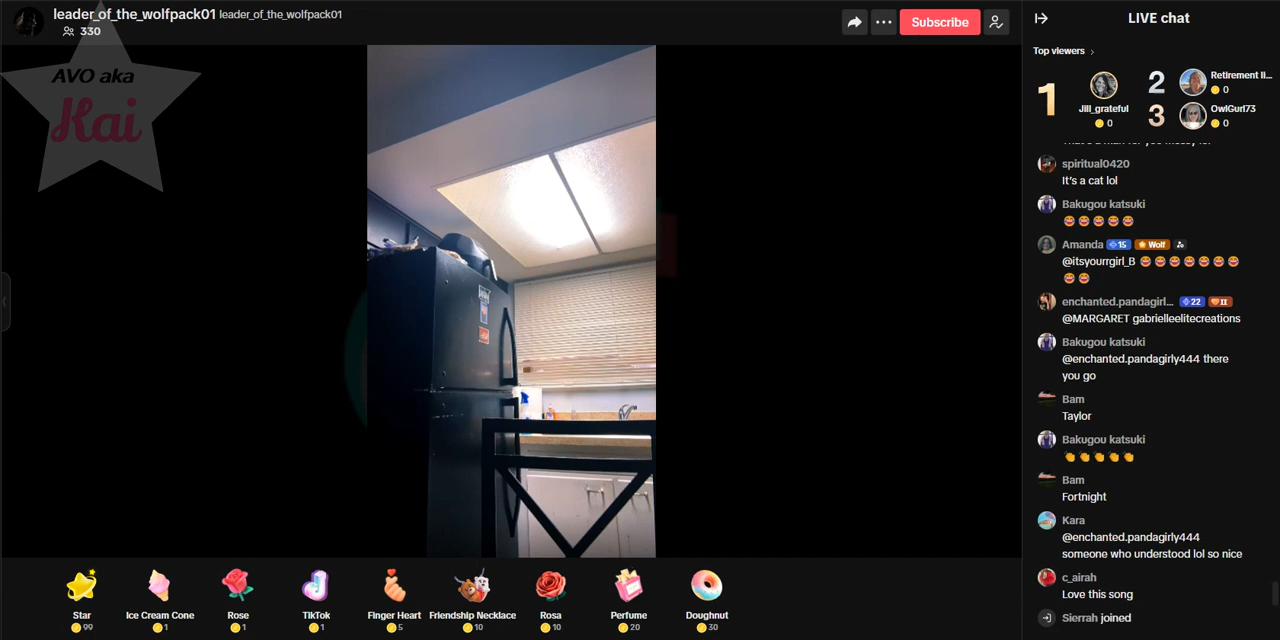 leader_of_the_wolfpack01 leader_of_the_wolfpack01
330
Subscribe
AVO aka
Kai
LIVE chat
Top viewers
1
Jill_grateful
0
2
Retirement li...
0
3
OwlGurl73
0
spiritual0420
It's a cat lol
Bakugou katsuki
Amanda 15 Wolf
@itsyourrgirl_B
enchanted.pandagirl... 22 II
@MARGARET gabrielleelitecreations
Bakugou katsuki
@enchanted.pandagirly444 there
you go
Bam
Taylor
Bakugou katsuki
Bam
Fortnight
Kara
@enchanted.pandagirly444
someone who understood lol so nice
c_airah
Love this song
Sierrah joined
Star
99
Ice Cream Cone
1
Rose
1
TikTok
1
Finger Heart
5
Friendship Necklace
10
Rosa
10
Perfume
20
Doughnut
30